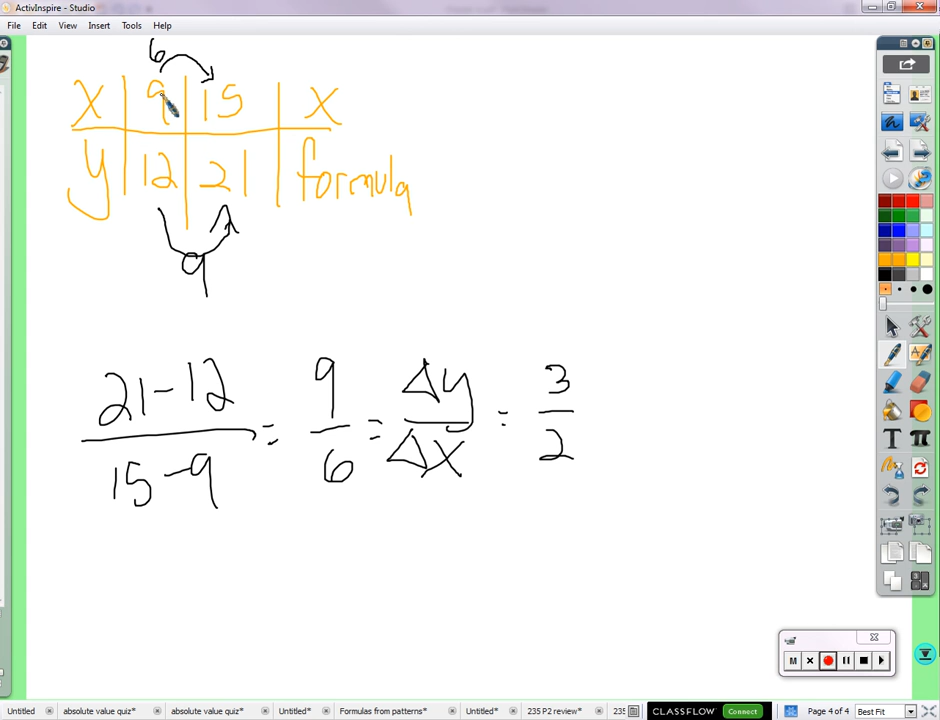 ActivInspire - Studio
File Edit View Insert Tools Help
6
x 9 15 x
y 12 21 formula
9
21-12 / 15-9 = 9/6 = Δy/Δx = 3/2
Untitled absolute value quiz* absolute value quiz* Untitled* Formulas from patterns* Untitled* 235 P2 review* 235 CLASSFLOW Connect Page 4 of 4 Best Fit